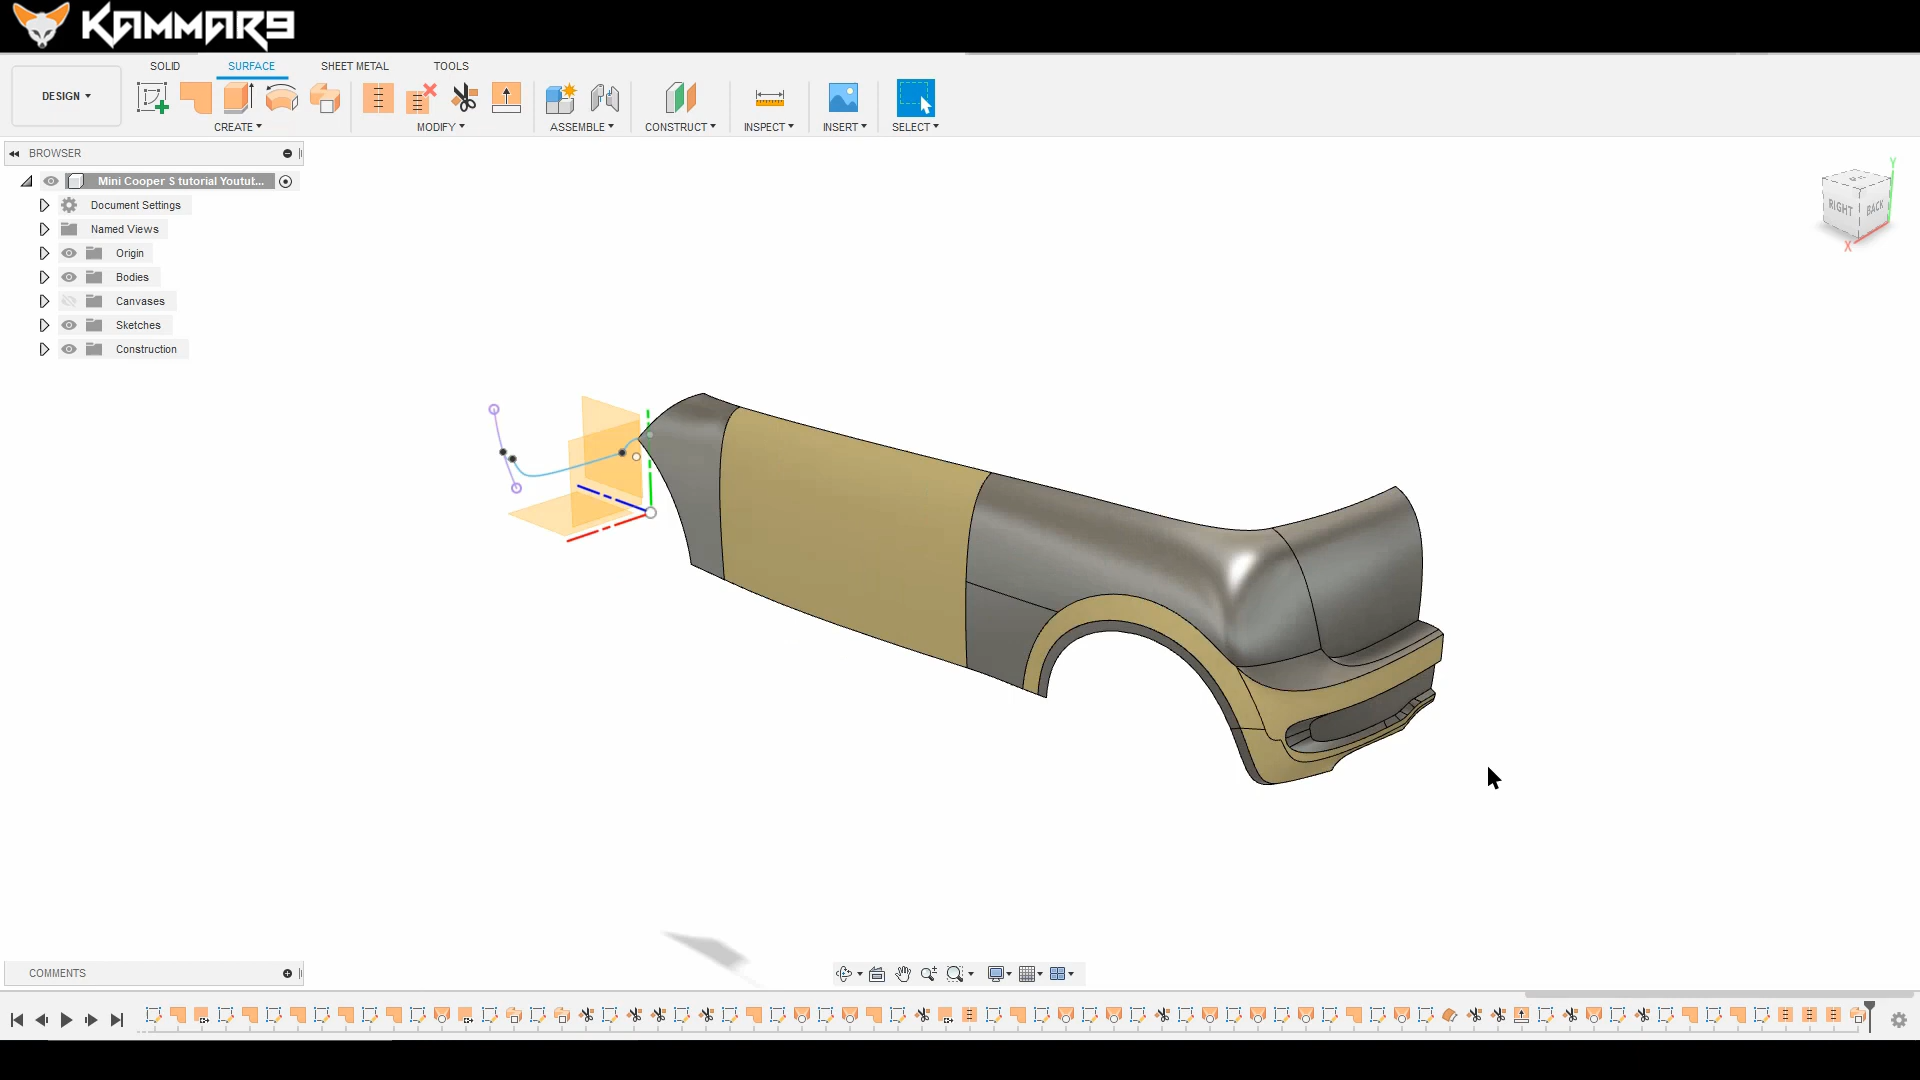 KAMMAR9
SOLID SURFACE SHEET METAL TOOLS
DESIGN
CREATE MODIFY ASSEMBLE CONSTRUCT INSPECT INSERT SELECT
BROWSER
Mini Cooper S tutorial Youtut...
Document Settings
Named Views
Origin
Bodies
Canvases
Sketches
Construction
Y
RIGHT BACK
X
COMMENTS